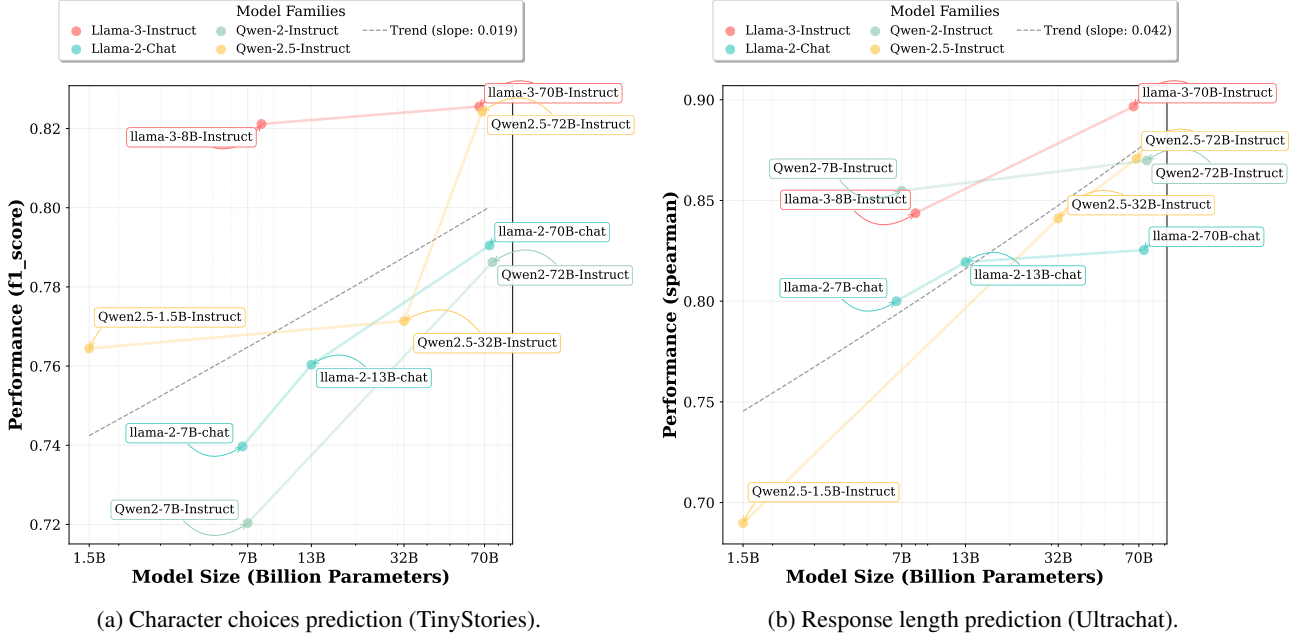 Model Families
Llama-3-Instruct
Llama-2-Chat
Qwen-2-Instruct
Qwen-2.5-Instruct
Trend (slope: 0.019)
llama-3-70B-Instruct
llama-3-8B-Instruct
Qwen2.5-72B-Instruct
llama-2-70B-chat
Qwen2-72B-Instruct
Qwen2.5-1.5B-Instruct
Qwen2.5-32B-Instruct
llama-2-13B-chat
llama-2-7B-chat
Qwen2-7B-Instruct
0.82
0.80
0.78
0.76
0.74
0.72
Performance (f1_score)
1.5B 7B 13B 32B 70B
Model Size (Billion Parameters)
(a) Character choices prediction (TinyStories).
Model Families
Llama-3-Instruct
Llama-2-Chat
Qwen-2-Instruct
Qwen-2.5-Instruct
Trend (slope: 0.042)
llama-3-70B-Instruct
Qwen2.5-72B-Instruct
Qwen2-7B-Instruct
Qwen2-72B-Instruct
llama-3-8B-Instruct
Qwen2.5-32B-Instruct
llama-2-70B-chat
llama-2-13B-chat
llama-2-7B-chat
Qwen2.5-1.5B-Instruct
0.90
0.85
0.80
0.75
0.70
Performance (spearman)
1.5B 7B 13B 32B 70B
Model Size (Billion Parameters)
(b) Response length prediction (Ultrachat).